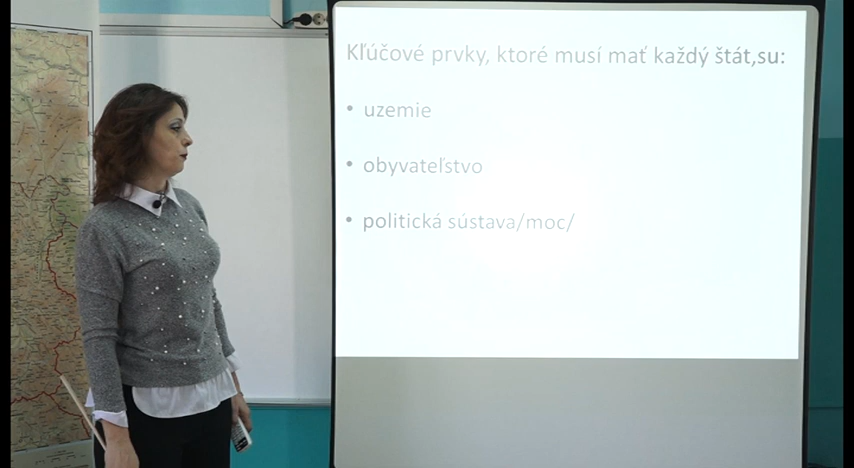 Kľúčové prvky, ktoré musí mať každý štát,su:
• uzemie
• obyvateľstvo
• politická sústava/moc/